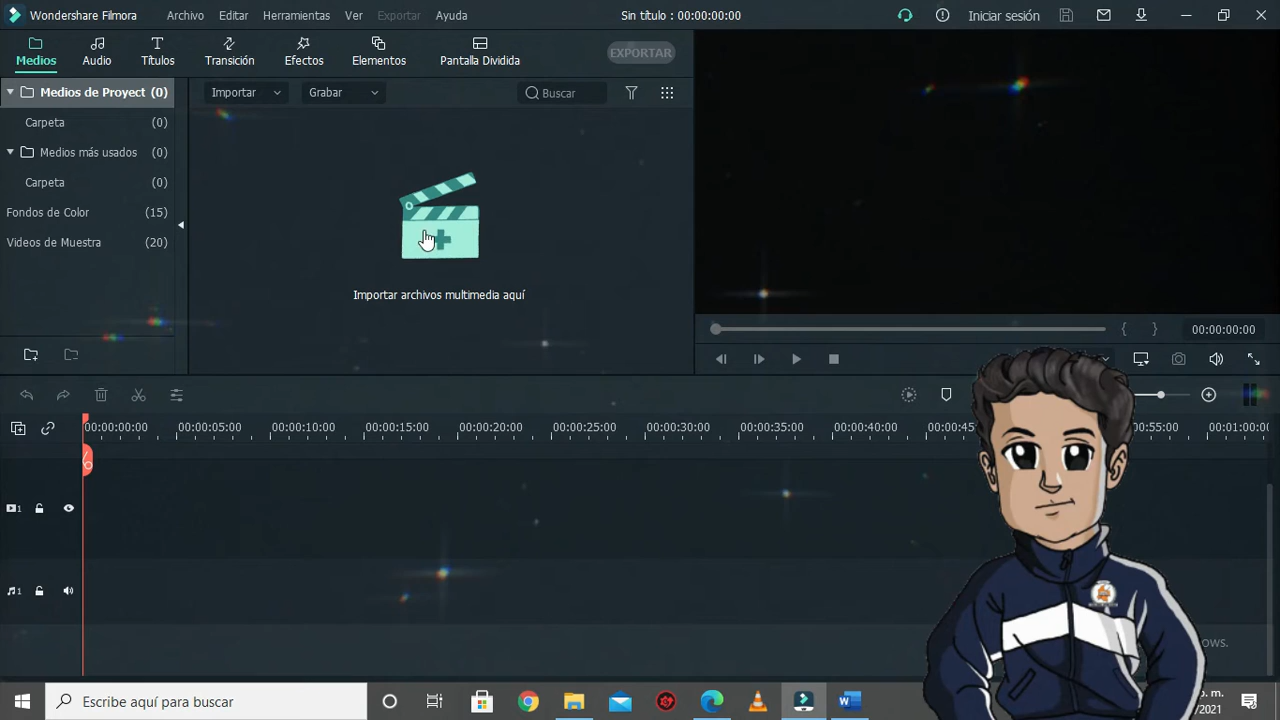 Wondershare Filmora
Archivo
Editar
Herramientas
Ver
Exportar
Ayuda
Sin título : 00:00:00:00
Iniciar sesión
Medios
Audio
Títulos
Transición
Efectos
Elementos
Pantalla Dividida
EXPORTAR
Medios de Proyect (0)
Importar
Grabar
Buscar
Carpeta (0)
Medios más usados (0)
Carpeta (0)
Fondos de Color (15)
Videos de Muestra (20)
Importar archivos multimedia aquí
{ } 00:00:00:00
00:00:00:00 00:00:05:00 00:00:10:00 00:00:15:00 00:00:20:00 00:00:25:00 00:00:30:00 00:00:35:00 00:00:40:00 00:00:45 00:55:00 00:01:00:00
1
1
Escribe aquí para buscar
p. m.
2021